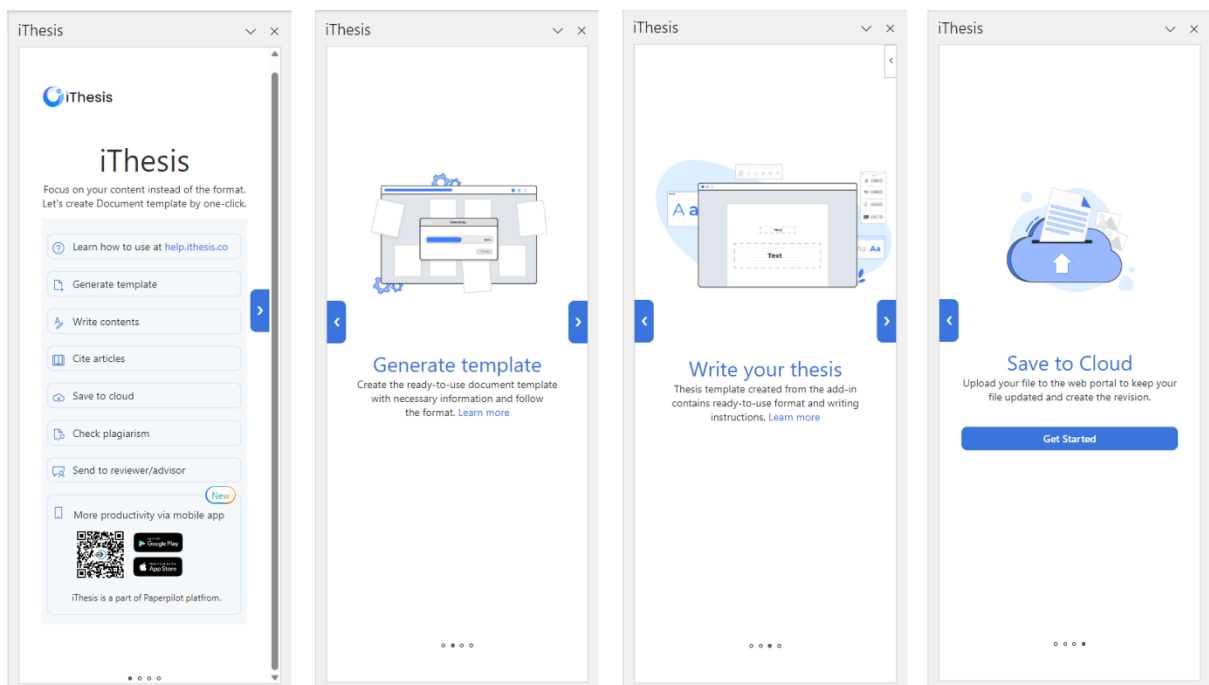 iThesis
iThesis
iThesis
Focus on your content instead of the format.
Let's create Document template by one-click.
Learn how to use at help.ithesis.co
Generate template
Write contents
Cite articles
Save to cloud
Check plagiarism
Send to reviewer/advisor
New
More productivity via mobile app
Google Play
App Store
iThesis is a part of Paperpilot platfrom.
iThesis
Generate template
Create the ready-to-use document template
with necessary information and follow
the format. Learn more
iThesis
A a
Text
Text
Aa Aa
Write your thesis
Thesis template created from the add-in
contains ready-to-use format and writing
instructions. Learn more
iThesis
Save to Cloud
Upload your file to the web portal to keep your
file updated and create the revision.
Get Started